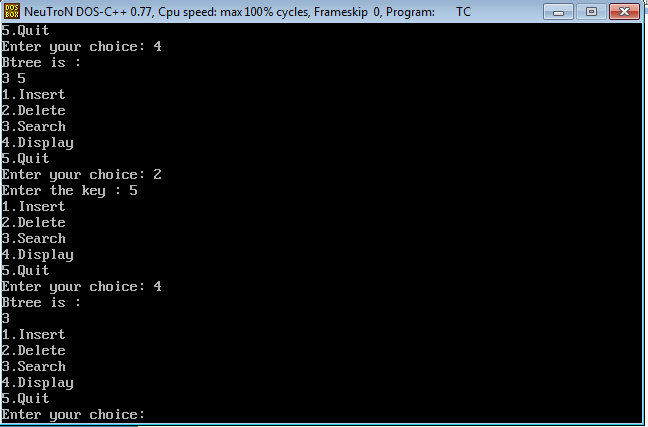 NeuTroN DOS-C++ 0.77, Cpu speed: max 100% cycles, Frameskip 0, Program: TC
5.Quit
Enter your choice: 4
Btree is :
3 5
1.Insert
2.Delete
3.Search
4.Display
5.Quit
Enter your choice: 2
Enter the key : 5
1.Insert
2.Delete
3.Search
4.Display
5.Quit
Enter your choice: 4
Btree is :
3
1.Insert
2.Delete
3.Search
4.Display
5.Quit
Enter your choice: